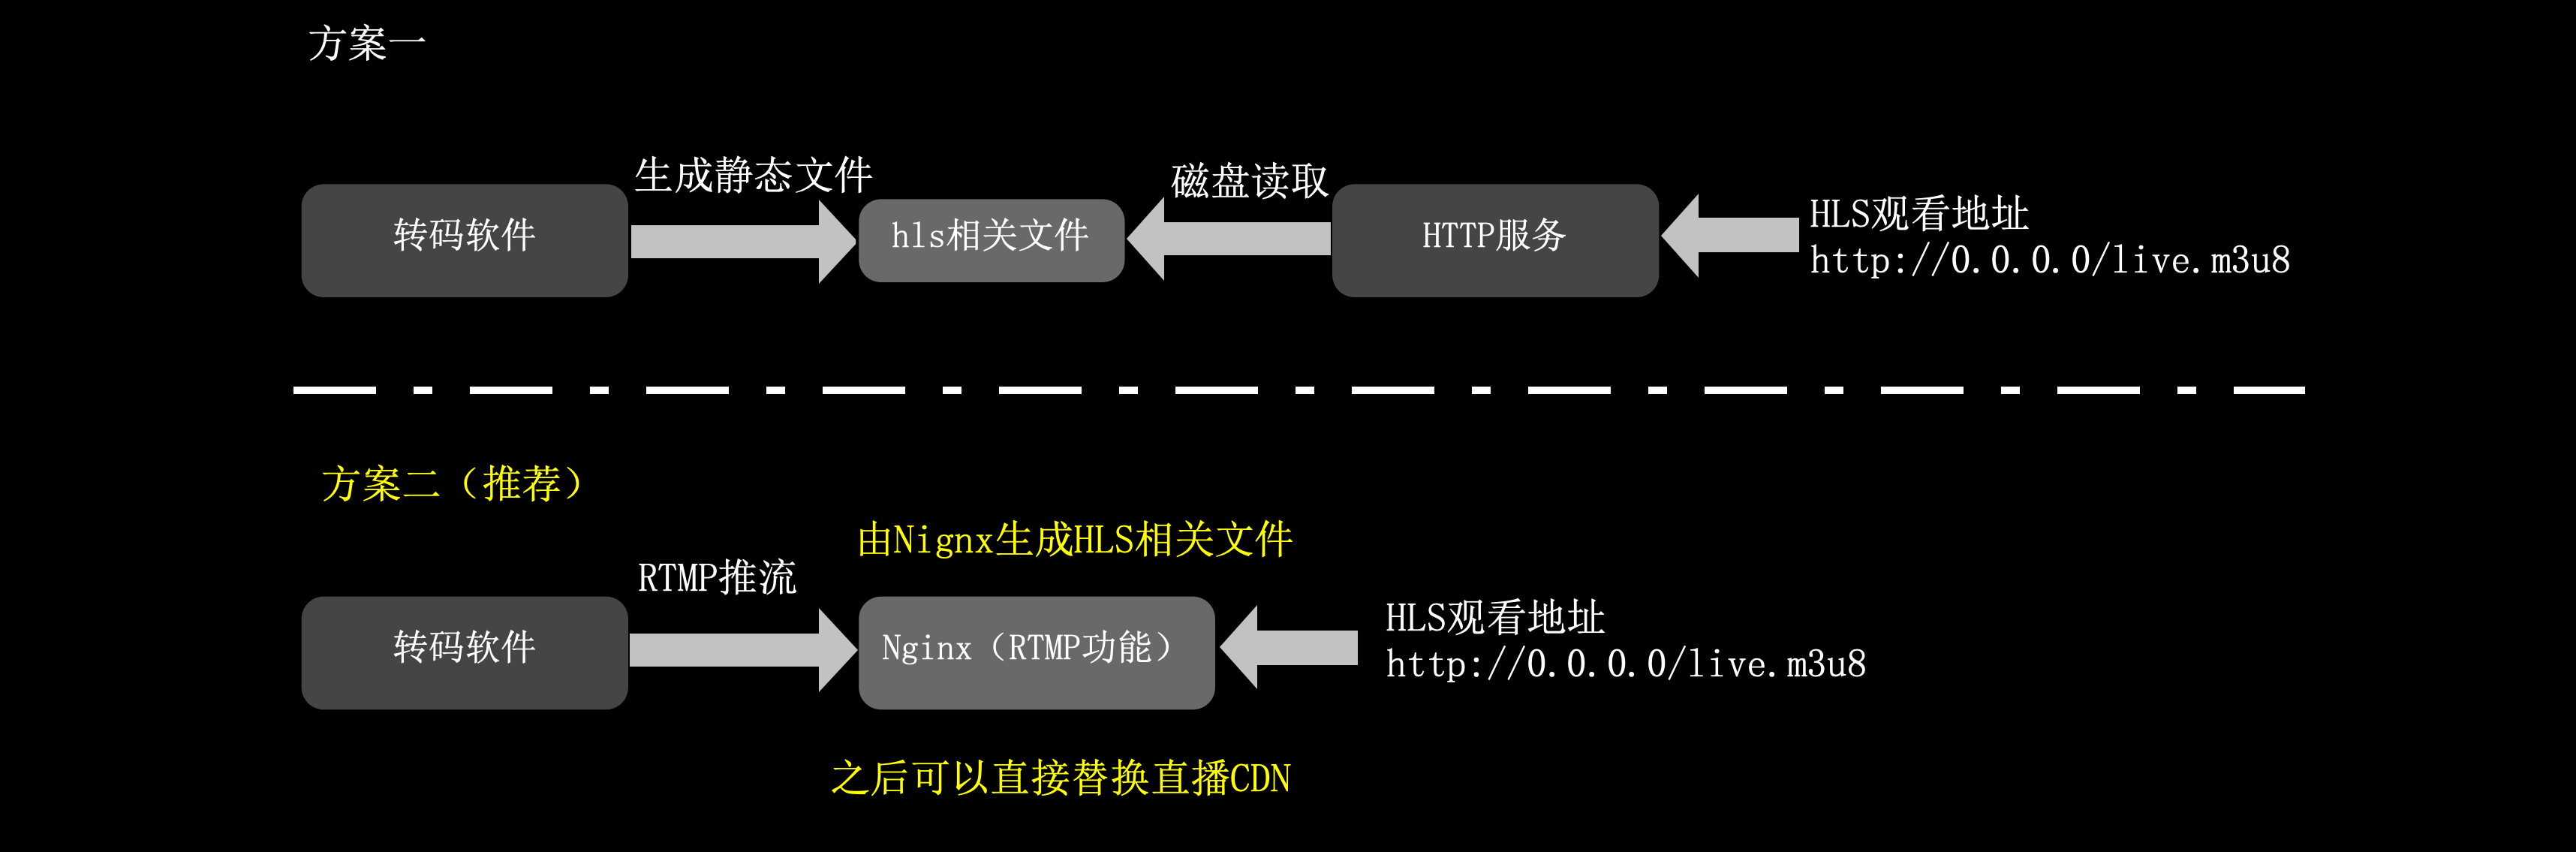 方案一
生成静态文件
磁盘读取
转码软件
hls相关文件
HTTP服务
HLS观看地址
http://0.0.0.0/live.m3u8
方案二（推荐）
由Nignx生成HLS相关文件
RTMP推流
转码软件
Nginx（RTMP功能）
HLS观看地址
http://0.0.0.0/live.m3u8
之后可以直接替换直播CDN